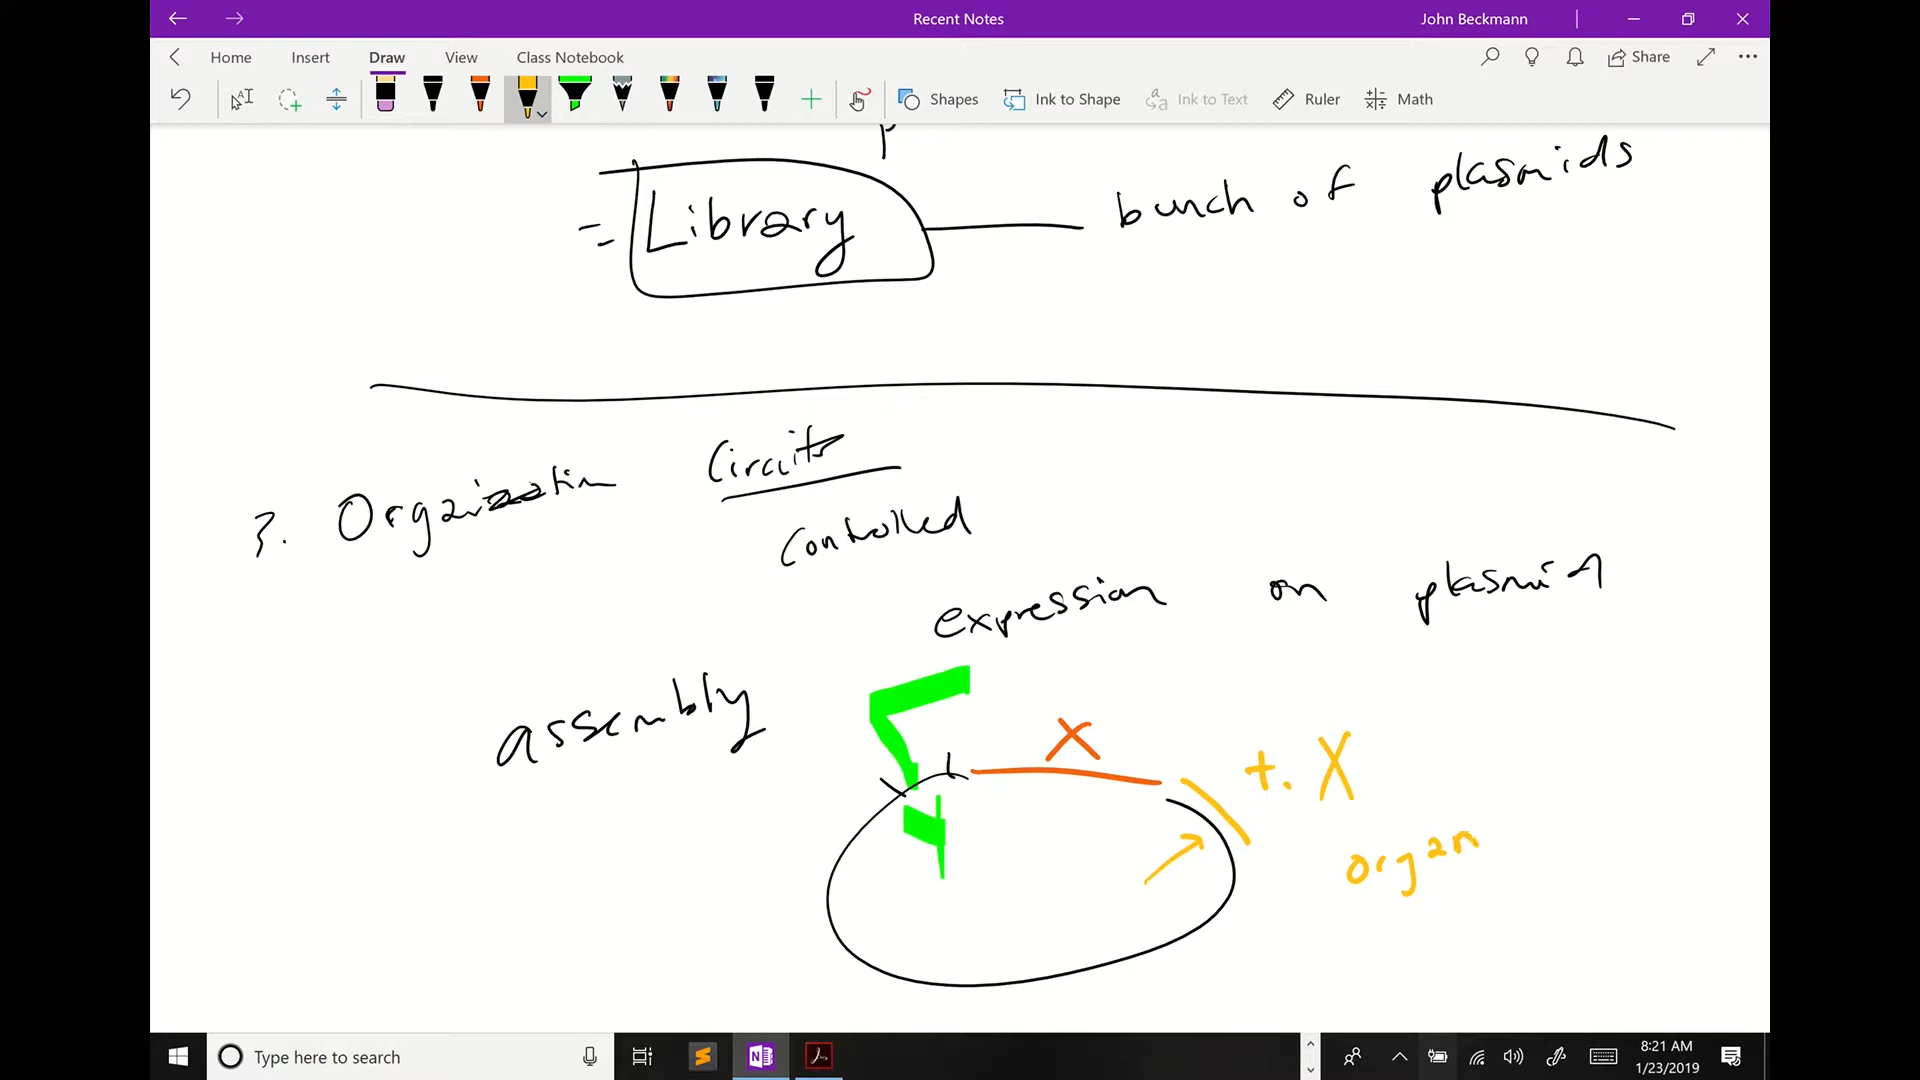 Recent Notes
John Beckmann
Home Insert Draw View Class Notebook
Share
Shapes Ink to Shape Ink to Text Ruler Math
= Library bunch of plasmids
3. Organization Circuits
Controlled
expression on plasmid
assembly
X
t. X
organ
Type here to search
8:21 AM
1/23/2019